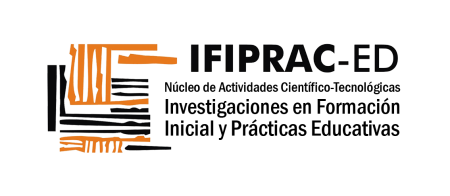 IFIPRAC-ED
Núcleo de Actividades Científico-Tecnológicas
Investigaciones en Formación
Inicial y Prácticas Educativas